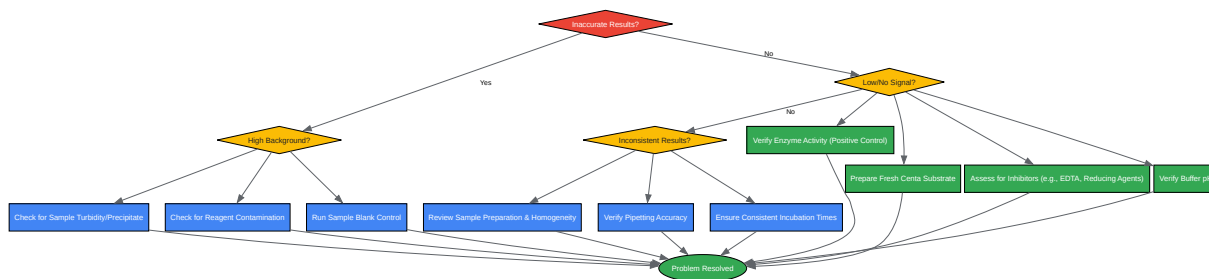 Inaccurate Results?
No
Low/No Signal?
Yes
No
High Background?
Inconsistent Results?
Verify Enzyme Activity (Positive Control)
Prepare Fresh Centa Substrate
Assess for Inhibitors (e.g., EDTA, Reducing Agents)
Verify Buffer p
Check for Sample Turbidity/Precipitate
Check for Reagent Contamination
Run Sample Blank Control
Review Sample Preparation & Homogeneity
Verify Pipetting Accuracy
Ensure Consistent Incubation Times
Problem Resolved